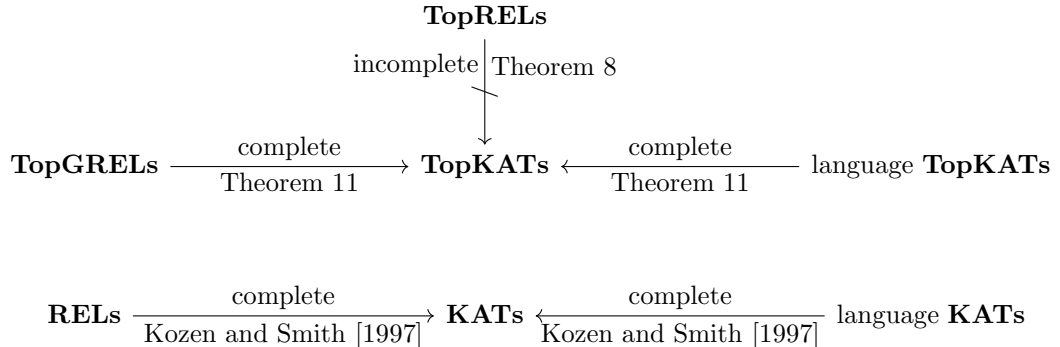 TopRELs
incomplete Theorem 8
complete complete
TopGRELs TopKATs language TopKATs
Theorem 11 Theorem 11
complete complete
RELs KATs language KATs
Kozen and Smith [1997] Kozen and Smith [1997]